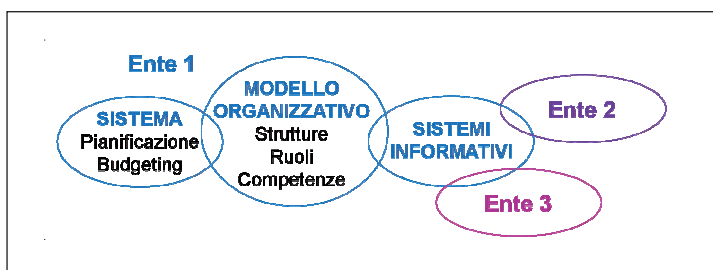 Ente 1
SISTEMA
Pianificazione
Budgeting
MODELLO
ORGANIZZATIVO
Strutture
Ruoli
Competenze
SISTEMI
INFORMATIVI
Ente 2
Ente 3